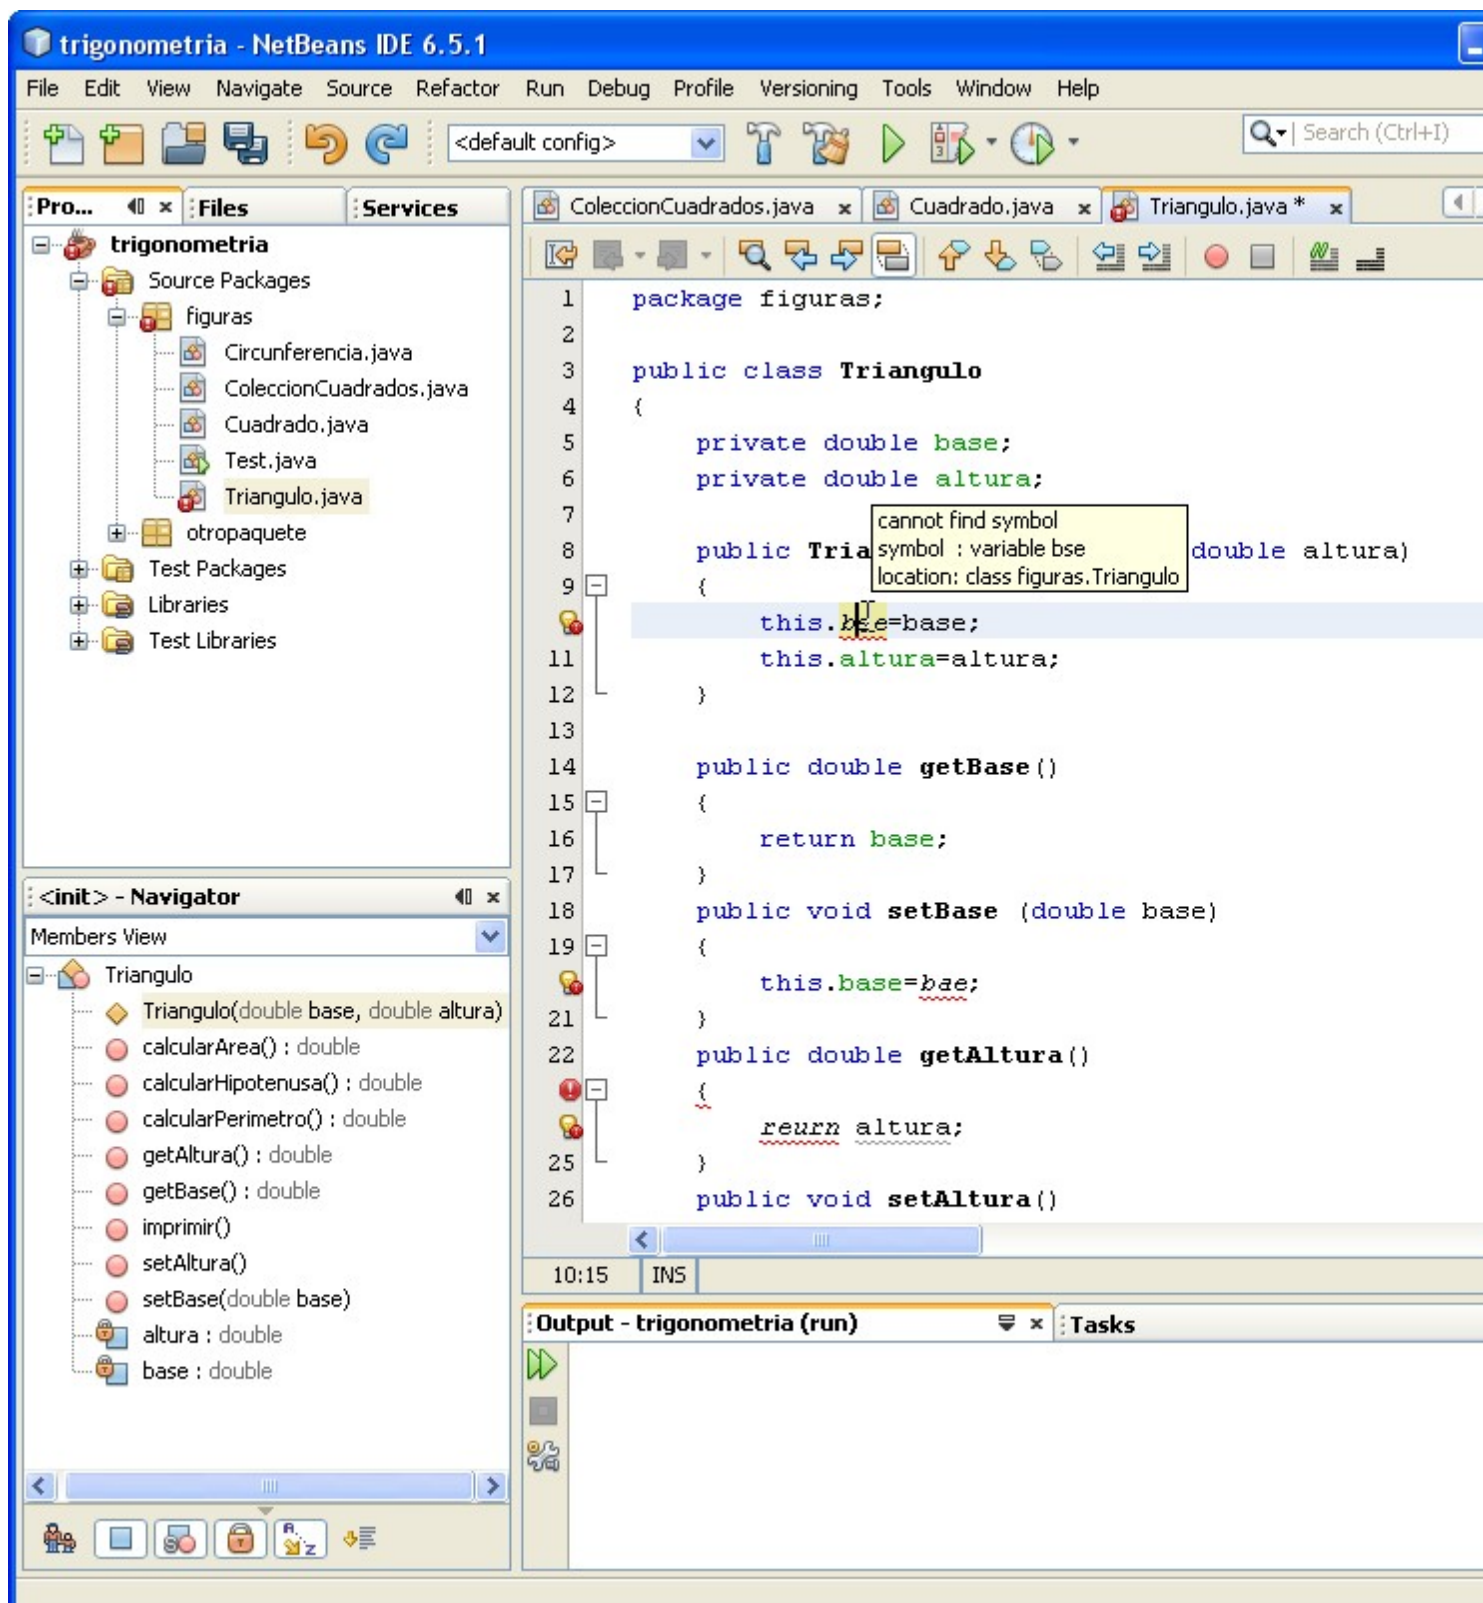 trigonometria - NetBeans IDE 6.5.1
File Edit View Navigate Source Refactor Run Debug Profile Versioning Tools Window Help
<default config>
Search (Ctrl+I)
Pro...
Files
Services
trigonometria
Source Packages
figuras
Circunferencia.java
ColeccionCuadrados.java
Cuadrado.java
Test.java
Triangulo.java
otropaquete
Test Packages
Libraries
Test Libraries
<init> - Navigator
Members View
Triangulo
Triangulo(double base, double altura)
calcularArea() : double
calcularHipotenusa() : double
calcularPerimetro() : double
getAltura() : double
getBase() : double
imprimir()
setAltura()
setBase(double base)
altura : double
base : double
ColeccionCuadrados.java
Cuadrado.java
Triangulo.java *
1 package figuras;
2
3 public class Triangulo
4 {
5 private double base;
6 private double altura;
7
cannot find symbol
symbol : variable bse
location: class figuras.Triangulo
8 public Tria double altura)
9 {
this.bse=base;
11 this.altura=altura;
12 }
13
14 public double getBase()
15 {
16 return base;
17 }
18 public void setBase (double base)
19 {
this.base=bae;
21 }
22 public double getAltura()
{
reurn altura;
25 }
26 public void setAltura()
10:15 INS
Output - trigonometria (run)
Tasks